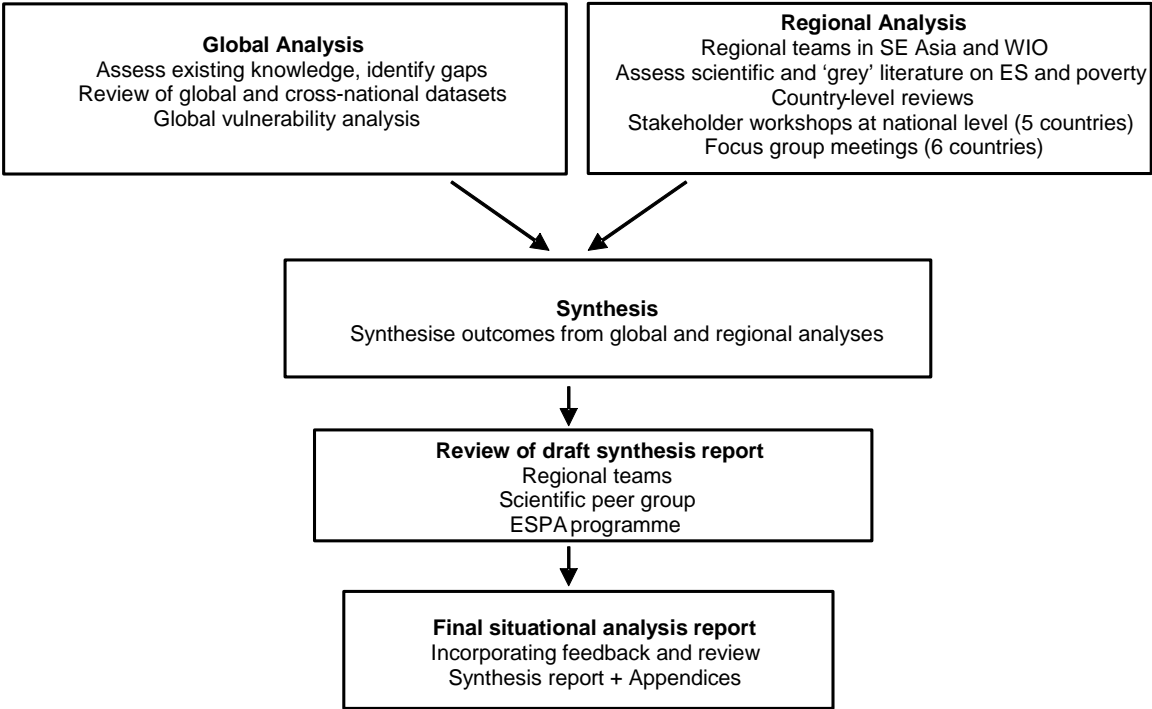 Global Analysis
Assess existing knowledge, identify gaps
Review of global and cross-national datasets
Global vulnerability analysis
Regional Analysis
Regional teams in SE Asia and WIO
Assess scientific and ‘grey’ literature on ES and poverty
Country-level reviews
Stakeholder workshops at national level (5 countries)
Focus group meetings (6 countries)
Synthesis
Synthesise outcomes from global and regional analyses
Review of draft synthesis report
Regional teams
Scientific peer group
ESPA programme
Final situational analysis report
Incorporating feedback and review
Synthesis report + Appendices